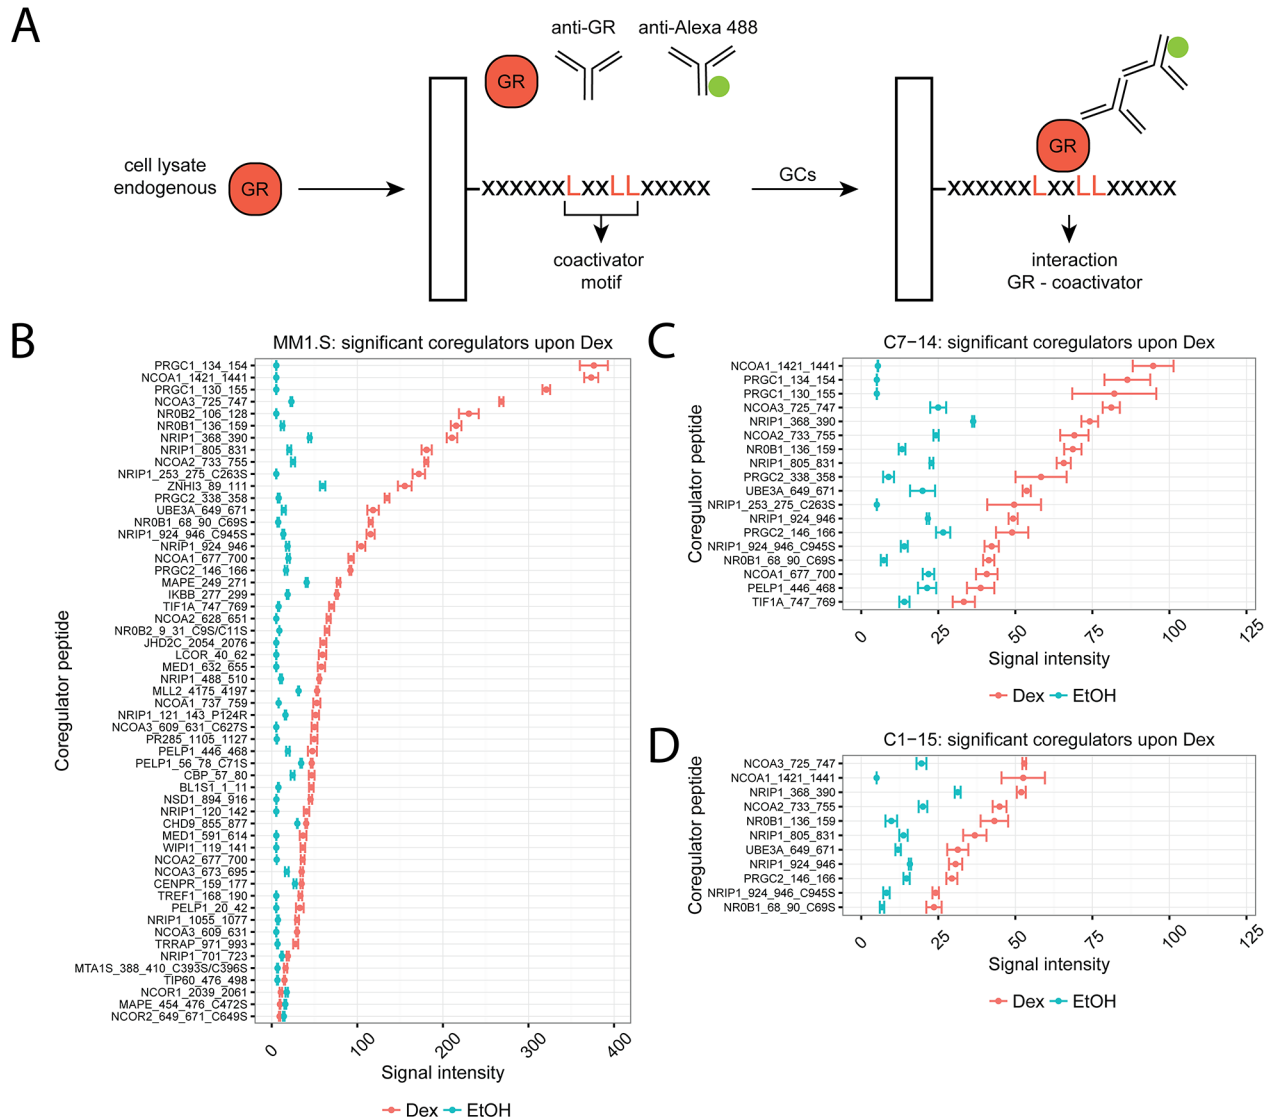 A
anti-GR
anti-Alexa 488
GR
cell lysate
endogenous
GR
XXXXXXLXXLLXXXXX
GCs
GR
XXXXXXLXXLLXXXXX
coactivator
motif
interaction
GR - coactivator
B
MM1.S: significant coregulators upon Dex
Coregulator peptide
PRGC1_134_154
NCOA1_1421_1441
PRGC1_130_155
NCOA3_725_747
NR0B2_106_128
NR0B1_136_159
NRIP1_368_390
NRIP1_805_831
NCOA2_733_755
NRIP1_253_275_C263S
ZNHI3_89_111
PRGC2_338_358
UBE3A_649_671
NR0B1_68_90_C69S
NRIP1_924_946_C945S
NRIP1_924_946
NCOA1_677_700
PRGC2_146_166
MAPE_249_271
IKBB_277_299
TIF1A_747_769
NCOA2_628_651
NR0B2_9_31_C9S/C11S
JHD2C_2054_2076
LCOR_40_62
MED1_632_655
NRIP1_488_510
MLL2_4175_4197
NCOA1_737_759
NRIP1_121_143_P124R
NCOA3_609_631_C627S
PR285_1105_1127
PELP1_446_468
PELP1_56_78_C71S
CBP_57_80
BL1S1_1_11
NSD1_894_916
NRIP1_120_142
CHD9_855_877
MED1_591_614
WIPI1_119_141
NCOA2_677_700
NCOA3_673_695
CENPR_159_177
TREF1_168_190
PELP1_20_42
NRIP1_1055_1077
NCOA3_609_631
TRRAP_971_993
NRIP1_701_723
MTA1S_388_410_C393S/C396S
TIP60_476_498
NCOR1_2039_2061
MAPE_454_476_C472S
NCOR2_649_671_C649S
0 100 200 300 400
Signal intensity
Dex EtOH
C
C7−14: significant coregulators upon Dex
Coregulator peptide
NCOA1_1421_1441
PRGC1_134_154
PRGC1_130_155
NCOA3_725_747
NRIP1_368_390
NCOA2_733_755
NR0B1_136_159
NRIP1_805_831
PRGC2_338_358
UBE3A_649_671
NRIP1_253_275_C263S
NRIP1_924_946
PRGC2_146_166
NRIP1_924_946_C945S
NR0B1_68_90_C69S
NCOA1_677_700
PELP1_446_468
TIF1A_747_769
0 25 50 75 100 125
Signal intensity
Dex EtOH
D
C1−15: significant coregulators upon Dex
Coregulator peptide
NCOA3_725_747
NCOA1_1421_1441
NRIP1_368_390
NCOA2_733_755
NR0B1_136_159
NRIP1_805_831
UBE3A_649_671
NRIP1_924_946
PRGC2_146_166
NRIP1_924_946_C945S
NR0B1_68_90_C69S
0 25 50 75 100 125
Signal intensity
Dex EtOH